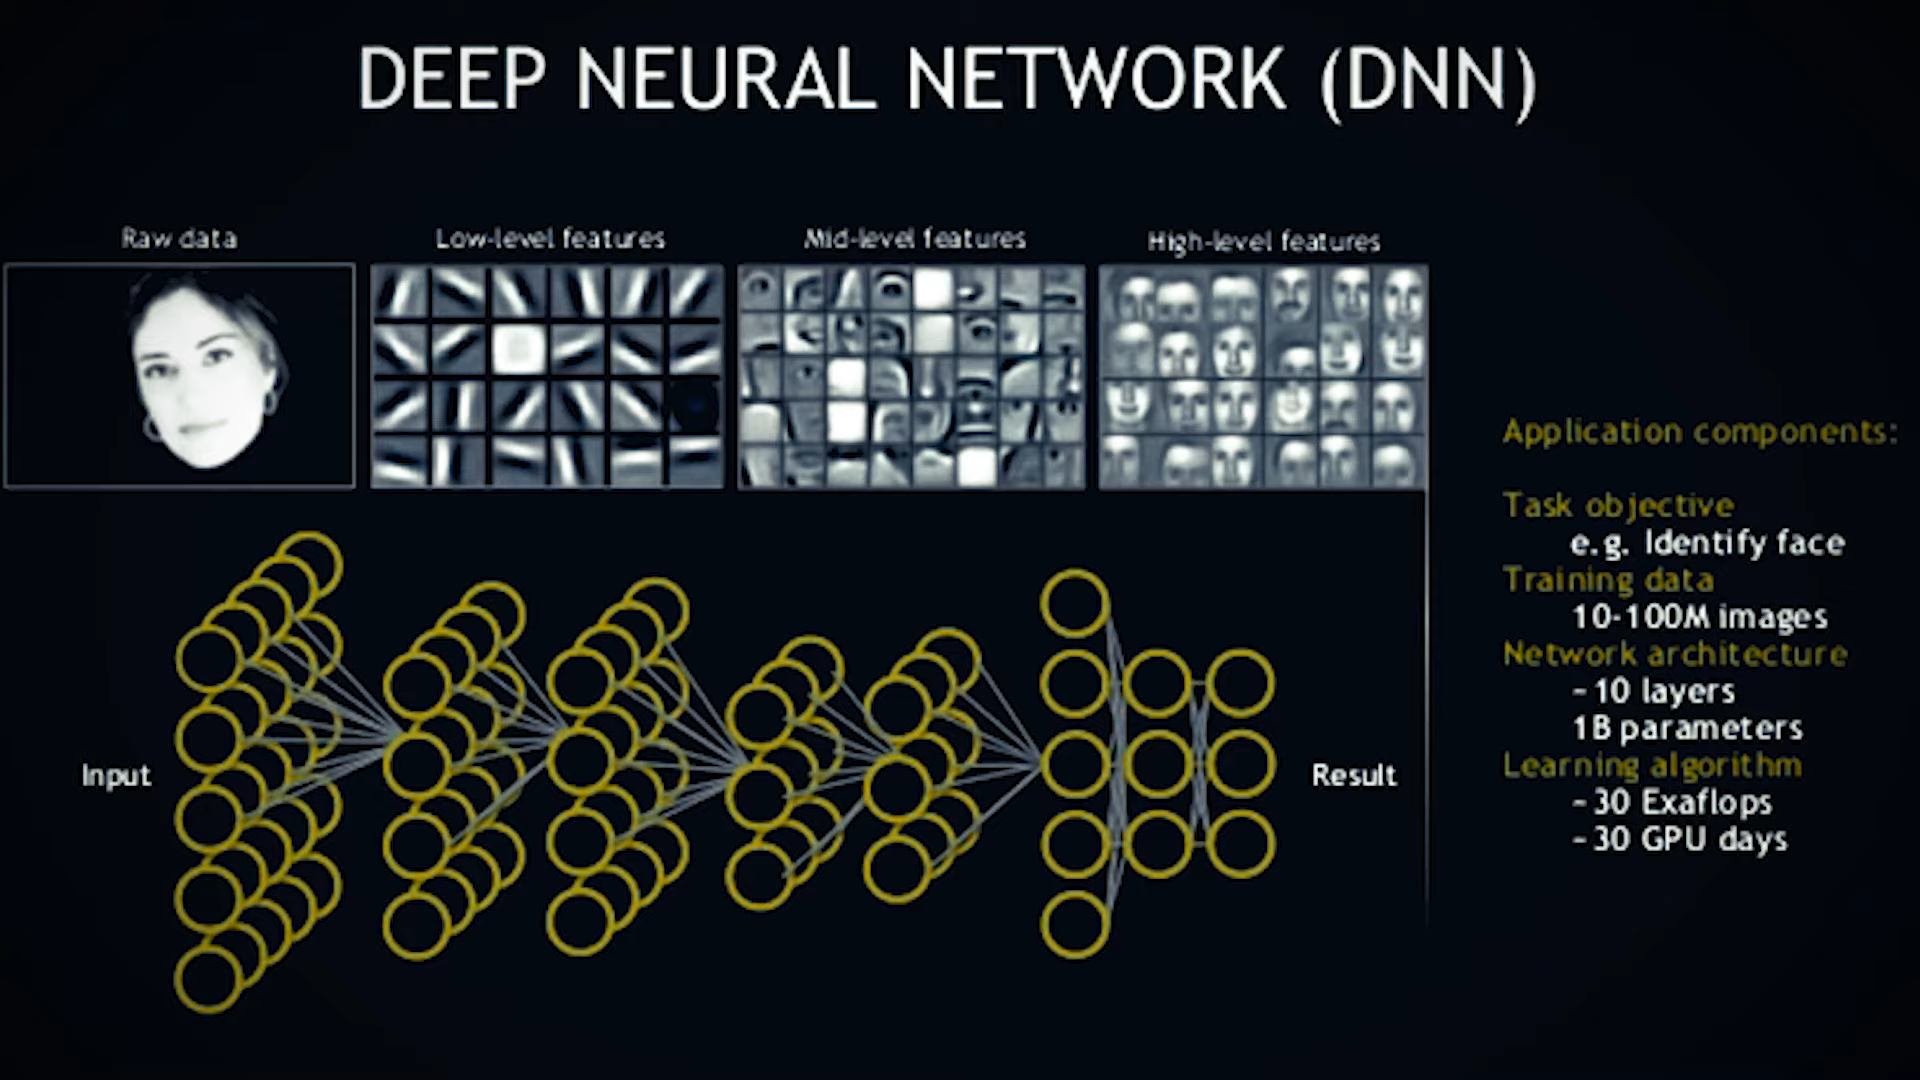 DEEP NEURAL NETWORK (DNN)
Raw data
Low-level features
Mid-level features
High-level features
Input
Result
Application components:
Task objective
e.g. Identify face
Training data
10-100M images
Network architecture
~10 layers
1B parameters
Learning algorithm
~30 Exaflops
~30 GPU days